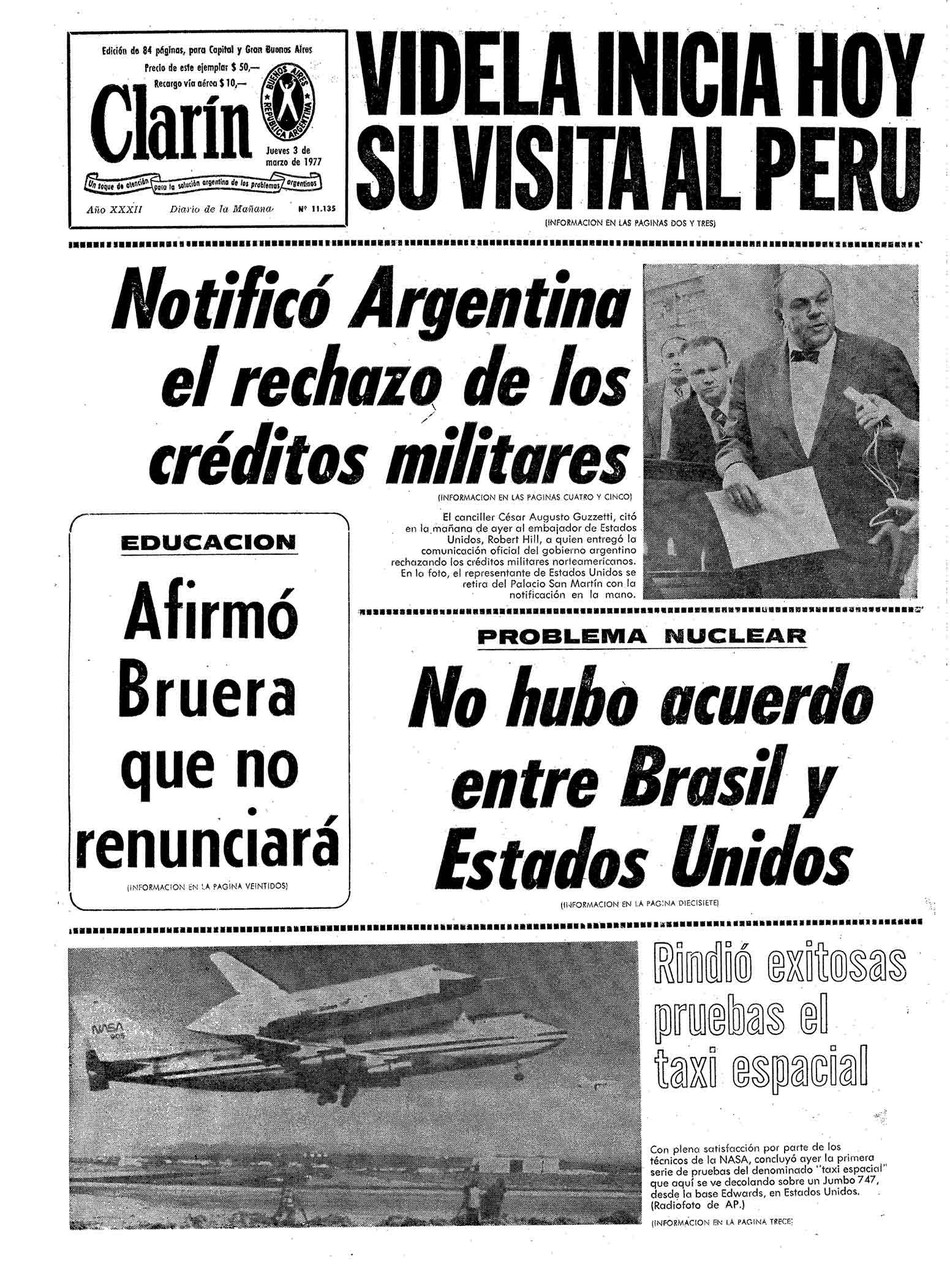 Edición de 84 páginas, para Capital y Gran Buenos Aires
Precio de este ejemplar $ 50,—
Recargo vía aérea $ 10,—
Clarín
BUENOS AIRES
REPUBLICA ARGENTINA
Jueves 3 de
marzo de 1977
Un toque de atención para la solución argentina de los problemas argentinos
Año XXXII Diario de la Mañana Nº 11.135
VIDELA INICIA HOY
SU VISITA AL PERU
(INFORMACION EN LAS PAGINAS DOS Y TRES)
Notificó Argentina
el rechazo de los
créditos militares
(INFORMACION EN LAS PAGINAS CUATRO Y CINCO)
El canciller César Augusto Guzzetti, citó
en la mañana de ayer al embajador de Estados
Unidos, Robert Hill, a quien entregó la
comunicación oficial del gobierno argentino
rechazando los créditos militares norteamericanos.
En la foto, el representante de Estados Unidos se
retira del Palacio San Martín con la
notificación en la mano.
EDUCACION
Afirmó
Bruera
que no
renunciará
(INFORMACION EN LA PAGINA VEINTIDOS)
PROBLEMA NUCLEAR
No hubo acuerdo
entre Brasil y
Estados Unidos
(INFORMACION EN LA PAGINA DIECISIETE)
NASA
905
Rindió exitosas
pruebas el
taxi espacial
Con plena satisfacción por parte de los
técnicos de la NASA, concluyó ayer la primera
serie de pruebas del denominado "taxi espacial"
que aquí se ve decolando sobre un Jumbo 747,
desde la base Edwards, en Estados Unidos.
(Radiofoto de AP.)
(INFORMACION EN LA PAGINA TRECE)